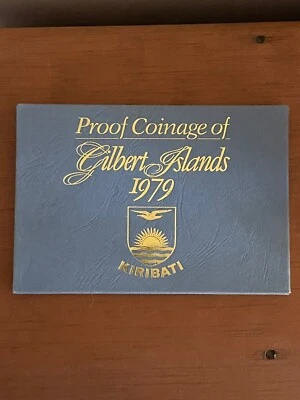 Proof Coinage of
Gilbert Islands
1979
KIRIBATI